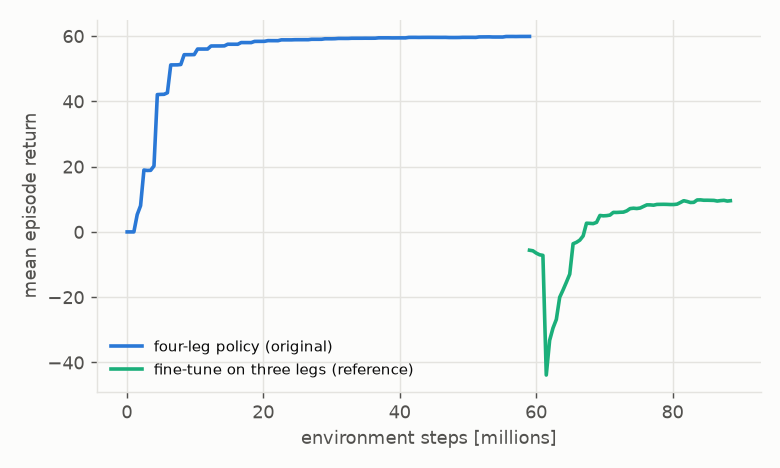 60
40
20
0
−20
−40
mean episode return
four-leg policy (original)
fine-tune on three legs (reference)
0 20 40 60 80
environment steps [millions]